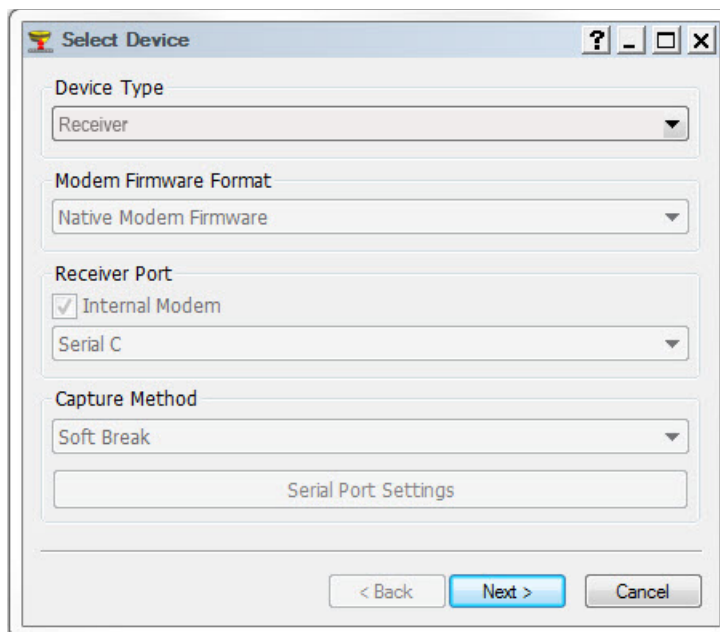 Select Device
Device Type
Receiver
Modem Firmware Format
Native Modem Firmware
Receiver Port
Internal Modem
Serial C
Capture Method
Soft Break
Serial Port Settings
< Back Next > Cancel